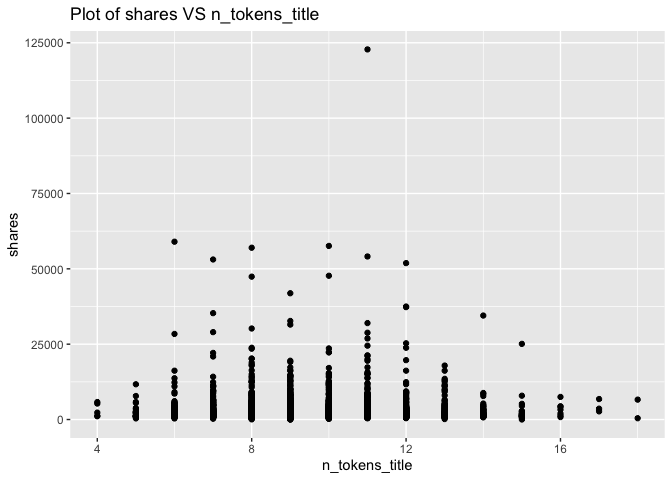 Plot of shares VS n_tokens_title
125000
100000
75000
50000
25000
0
shares
4 8 12 16
n_tokens_title